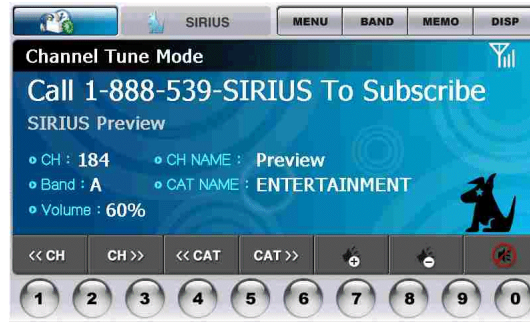 SIRIUS MENU BAND MEMO DISP
Channel Tune Mode
Call 1-888-539-SIRIUS To Subscribe
SIRIUS Preview
CH : 184 CH NAME : Preview
Band : A CAT NAME : ENTERTAINMENT
Volume : 60%
<< CH CH >> << CAT CAT >>
1 2 3 4 5 6 7 8 9 0